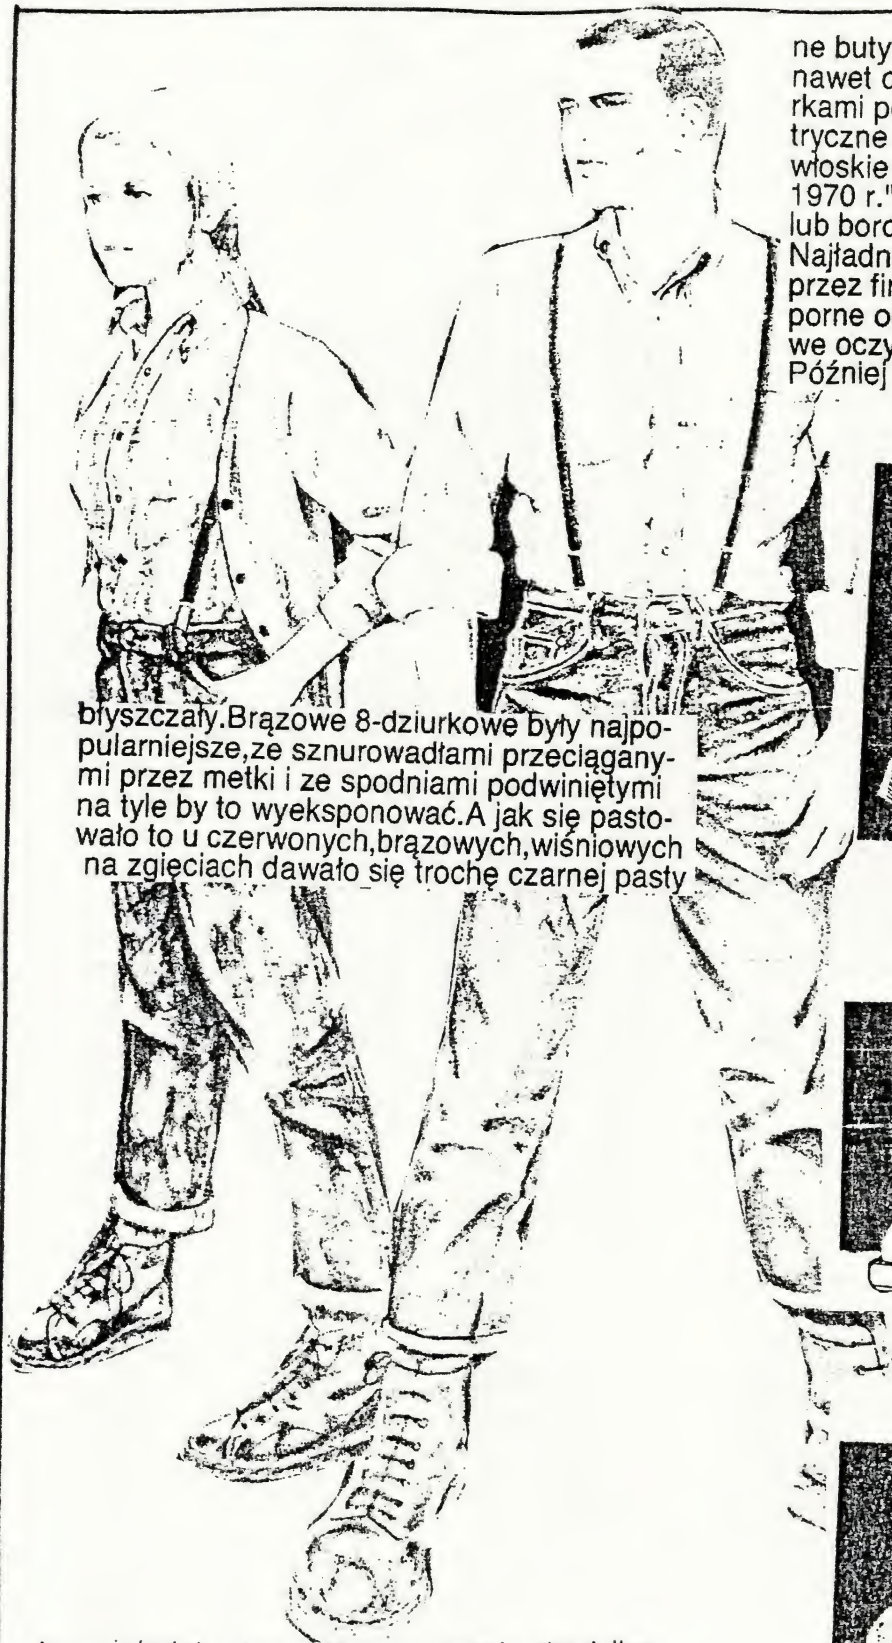 błyszczały.Brązowe 8-dziurkowe były najpo-
pularniejsze,ze sznurowadłami przeciągany-
mi przez metki i ze spodniami podwiniętymi
na tyle by to wyeksponować.A jak się pasto-
wało to u czerwonych,brązowych,wiśniowych
na zgięciach dawało się trochę czarnej pasty
ne buty
nawet
rkami
tryczne
włoskie
1970 r."
lub
Najładn
przez
porne
we oczy
Później